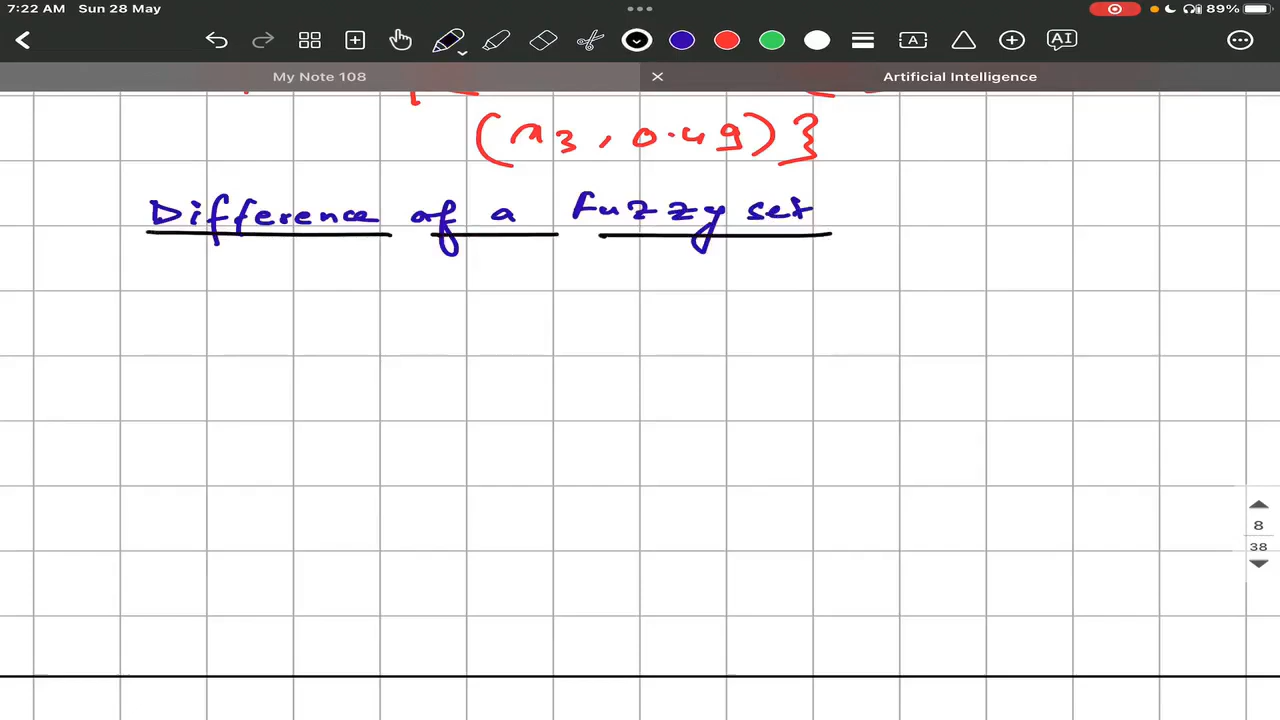 7:22 AM Sun 28 May
89%
A
AI
My Note 108
Artificial Intelligence
(x3, 0.49)}
Difference of a Fuzzy set
8
38